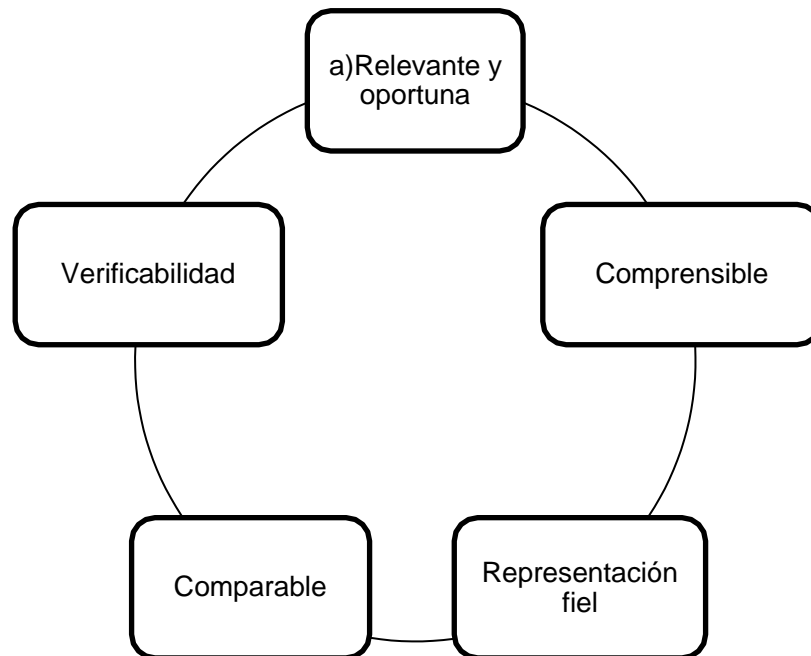 a)Relevante y
oportuna
Comprensible
Representación
fiel
Comparable
Verificabilidad